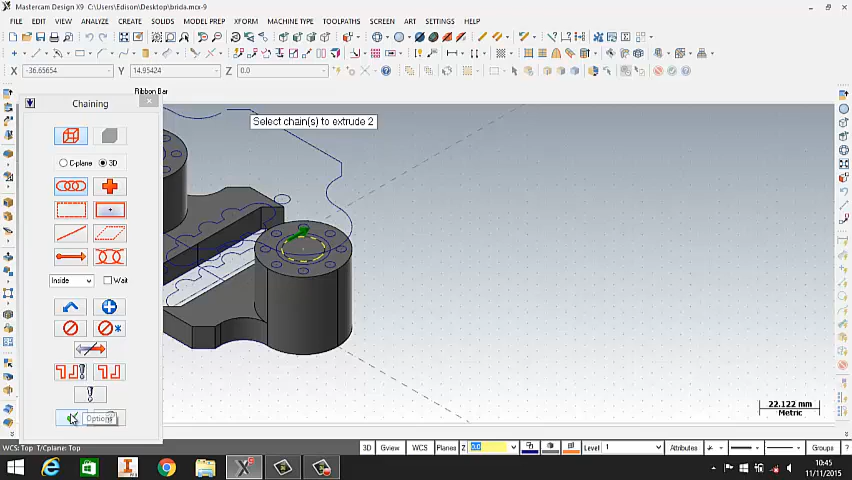 Mastercam Design X9 C:\Users\Edison\Desktop\brida.mcx-9
FILE EDIT VIEW ANALYZE CREATE SOLIDS MODEL PREP XFORM MACHINE TYPE TOOLPATHS SCREEN ART SETTINGS HELP
X -36.65654 Y 14.95424 Z 0.0
Ribbon Bar
Chaining
Select chain(s) to extrude 2
C-plane 3D
Inside Wait
Options
22.122 mm
Metric
WCS: Top T/Cplane: Top
3D Gview WCS Planes Z 0.0 Level 1 Attributes Groups
10:45
11/11/2015